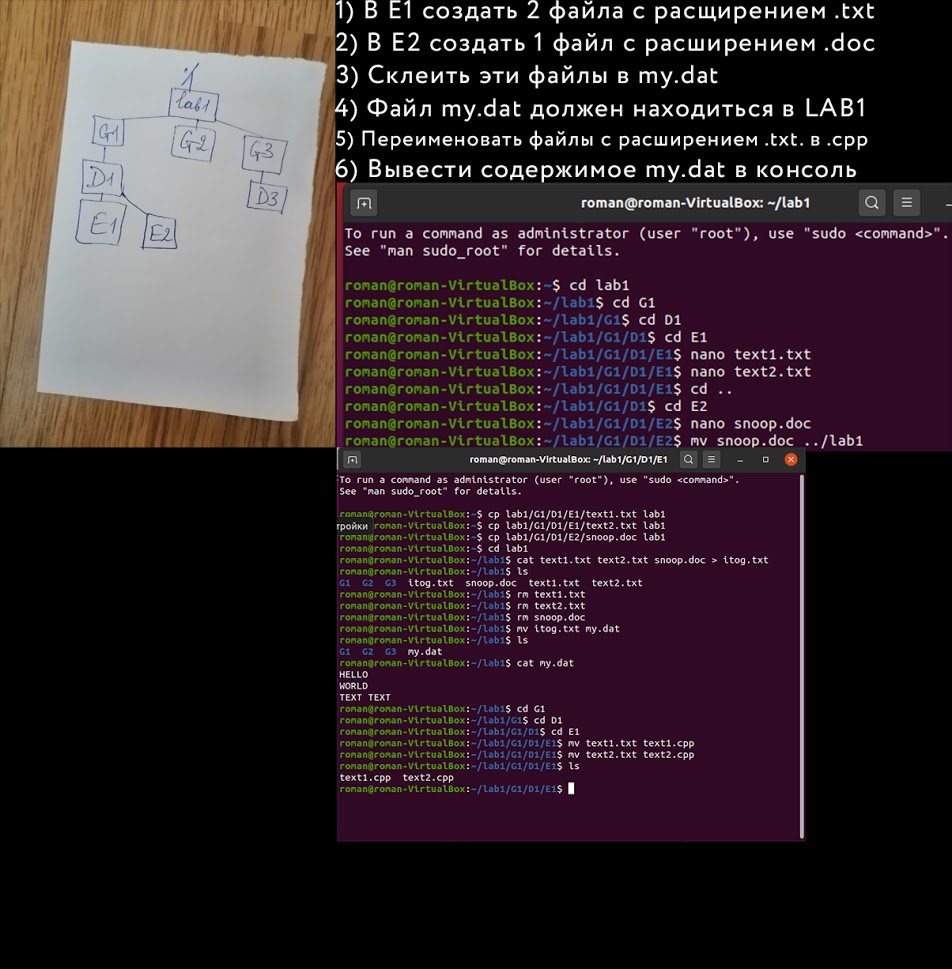 1
lab1
G1
G2
G3
D1
D3
E1
E2
1) В E1 создать 2 файла с расщирением .txt
2) В E2 создать 1 файл с расширением .doc
3) Склеить эти файлы в my.dat
4) Файл my.dat должен находиться в LAB1
5) Переименовать файлы с расширением .txt. в .cpp
6) Вывести содержимое my.dat в консоль
roman@roman-VirtualBox: ~/lab1
To run a command as administrator (user "root"), use "sudo <command>".
See "man sudo_root" for details.
roman@roman-VirtualBox:~$ cd lab1
roman@roman-VirtualBox:~/lab1$ cd G1
roman@roman-VirtualBox:~/lab1/G1$ cd D1
roman@roman-VirtualBox:~/lab1/G1/D1$ cd E1
roman@roman-VirtualBox:~/lab1/G1/D1/E1$ nano text1.txt
roman@roman-VirtualBox:~/lab1/G1/D1/E1$ nano text2.txt
roman@roman-VirtualBox:~/lab1/G1/D1/E1$ cd ..
roman@roman-VirtualBox:~/lab1/G1/D1$ cd E2
roman@roman-VirtualBox:~/lab1/G1/D1/E2$ nano snoop.doc
roman@roman-VirtualBox:~/lab1/G1/D1/E2$ mv snoop.doc ../lab1
roman@roman-VirtualBox: ~/lab1/G1/D1/E1
To run a command as administrator (user "root"), use "sudo <command>".
See "man sudo_root" for details.
roman@roman-VirtualBox:~$ cp lab1/G1/D1/E1/text1.txt lab1
тройки
roman@roman-VirtualBox:~$ cp lab1/G1/D1/E1/text2.txt lab1
roman@roman-VirtualBox:~$ cp lab1/G1/D1/E2/snoop.doc lab1
roman@roman-VirtualBox:~$ cd lab1
roman@roman-VirtualBox:~/lab1$ cat text1.txt text2.txt snoop.doc > itog.txt
roman@roman-VirtualBox:~/lab1$ ls
G1 G2 G3 itog.txt snoop.doc text1.txt text2.txt
roman@roman-VirtualBox:~/lab1$ rm text1.txt
roman@roman-VirtualBox:~/lab1$ rm text2.txt
roman@roman-VirtualBox:~/lab1$ rm snoop.doc
roman@roman-VirtualBox:~/lab1$ mv itog.txt my.dat
roman@roman-VirtualBox:~/lab1$ ls
G1 G2 G3 my.dat
roman@roman-VirtualBox:~/lab1$ cat my.dat
HELLO
WORLD
TEXT TEXT
roman@roman-VirtualBox:~/lab1$ cd G1
roman@roman-VirtualBox:~/lab1/G1$ cd D1
roman@roman-VirtualBox:~/lab1/G1/D1$ cd E1
roman@roman-VirtualBox:~/lab1/G1/D1/E1$ mv text1.txt text1.cpp
roman@roman-VirtualBox:~/lab1/G1/D1/E1$ mv text2.txt text2.cpp
roman@roman-VirtualBox:~/lab1/G1/D1/E1$ ls
text1.cpp text2.cpp
roman@roman-VirtualBox:~/lab1/G1/D1/E1$